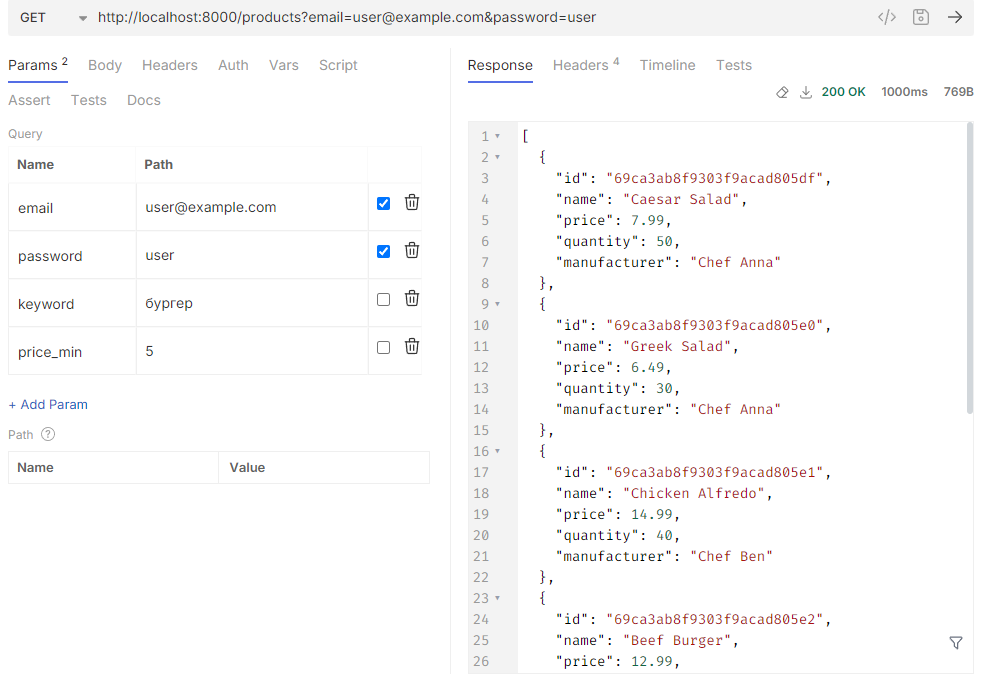 GET http://localhost:8000/products?email=user@example.com&password=user
Params 2 Body Headers Auth Vars Script
Assert Tests Docs
Query
Name Path
email user@example.com
password user
keyword бургер
price_min 5
+ Add Param
Path ?
Name Value
Response Headers 4 Timeline Tests
200 OK 1000ms 769B
1 [
2 {
3 "id": "69ca3ab8f9303f9acad805df",
4 "name": "Caesar Salad",
5 "price": 7.99,
6 "quantity": 50,
7 "manufacturer": "Chef Anna"
8 },
9 {
10 "id": "69ca3ab8f9303f9acad805e0",
11 "name": "Greek Salad",
12 "price": 6.49,
13 "quantity": 30,
14 "manufacturer": "Chef Anna"
15 },
16 {
17 "id": "69ca3ab8f9303f9acad805e1",
18 "name": "Chicken Alfredo",
19 "price": 14.99,
20 "quantity": 40,
21 "manufacturer": "Chef Ben"
22 },
23 {
24 "id": "69ca3ab8f9303f9acad805e2",
25 "name": "Beef Burger",
26 "price": 12.99,